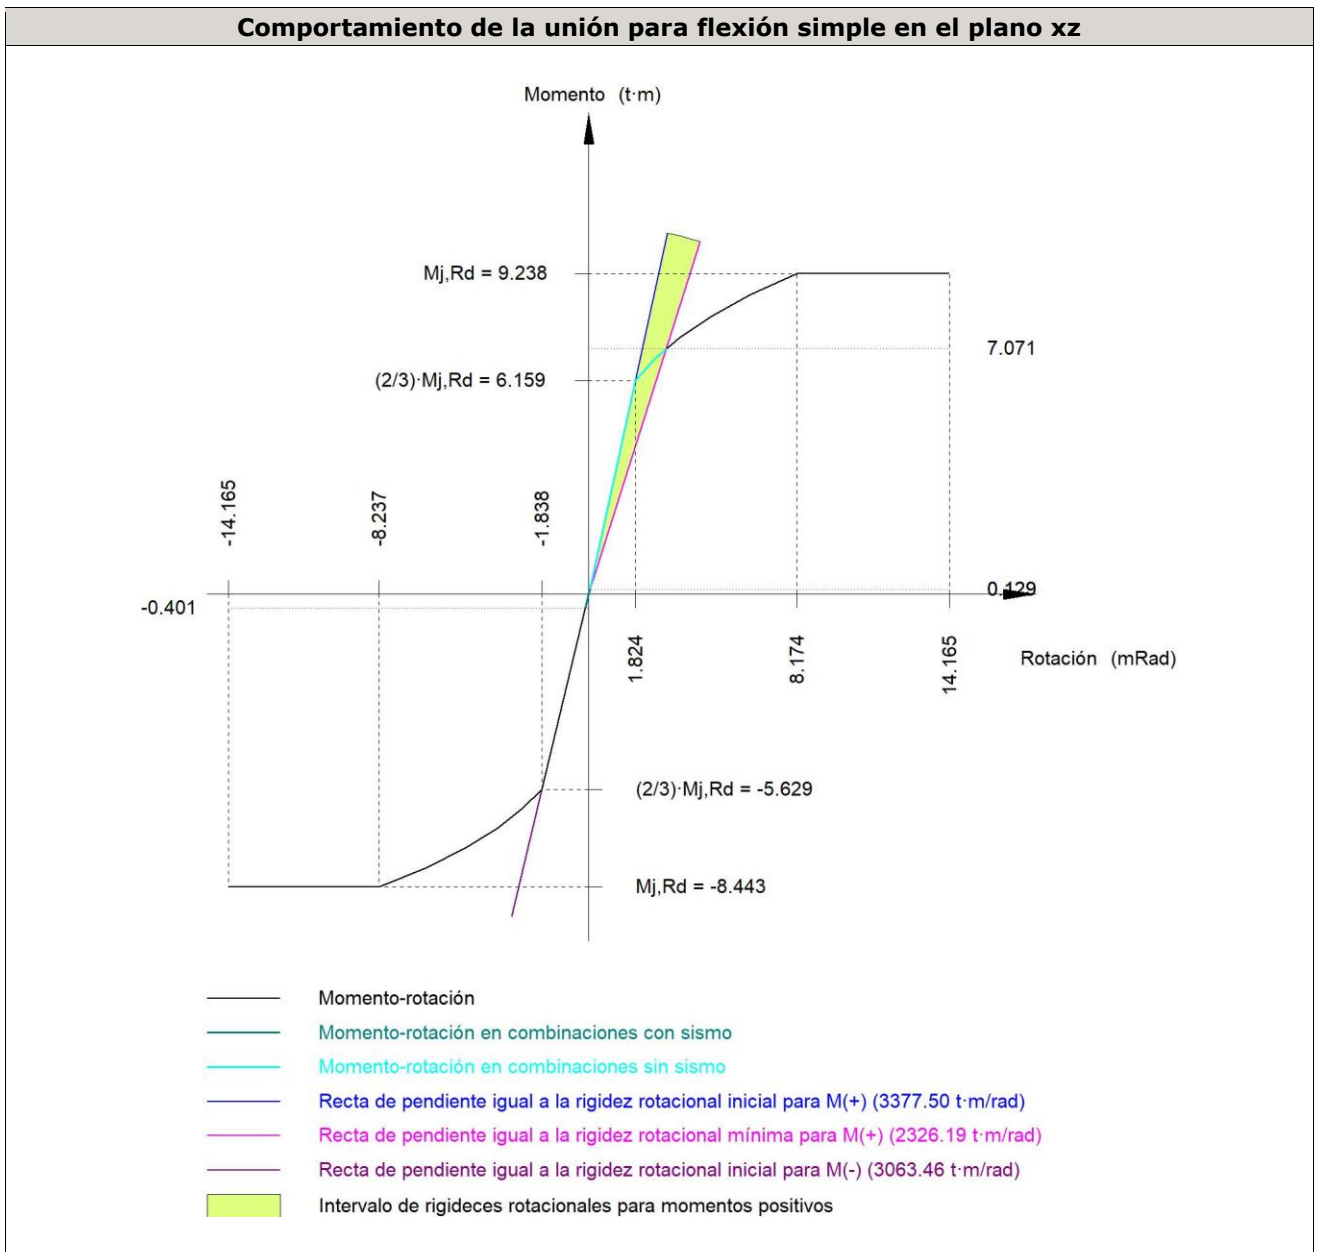 Comportamiento de la unión para flexión simple en el plano xz
Momento (t·m)
Mj,Rd = 9.238
7.071
(2/3)·Mj,Rd = 6.159
-14.165
-8.237
-1.838
0.129
-0.401
1.824
8.174
14.165
Rotación (mRad)
(2/3)·Mj,Rd = -5.629
Mj,Rd = -8.443
Momento-rotación
Momento-rotación en combinaciones con sismo
Momento-rotación en combinaciones sin sismo
Recta de pendiente igual a la rigidez rotacional inicial para M(+) (3377.50 t·m/rad)
Recta de pendiente igual a la rigidez rotacional mínima para M(+) (2326.19 t·m/rad)
Recta de pendiente igual a la rigidez rotacional inicial para M(-) (3063.46 t·m/rad)
Intervalo de rigideces rotacionales para momentos positivos